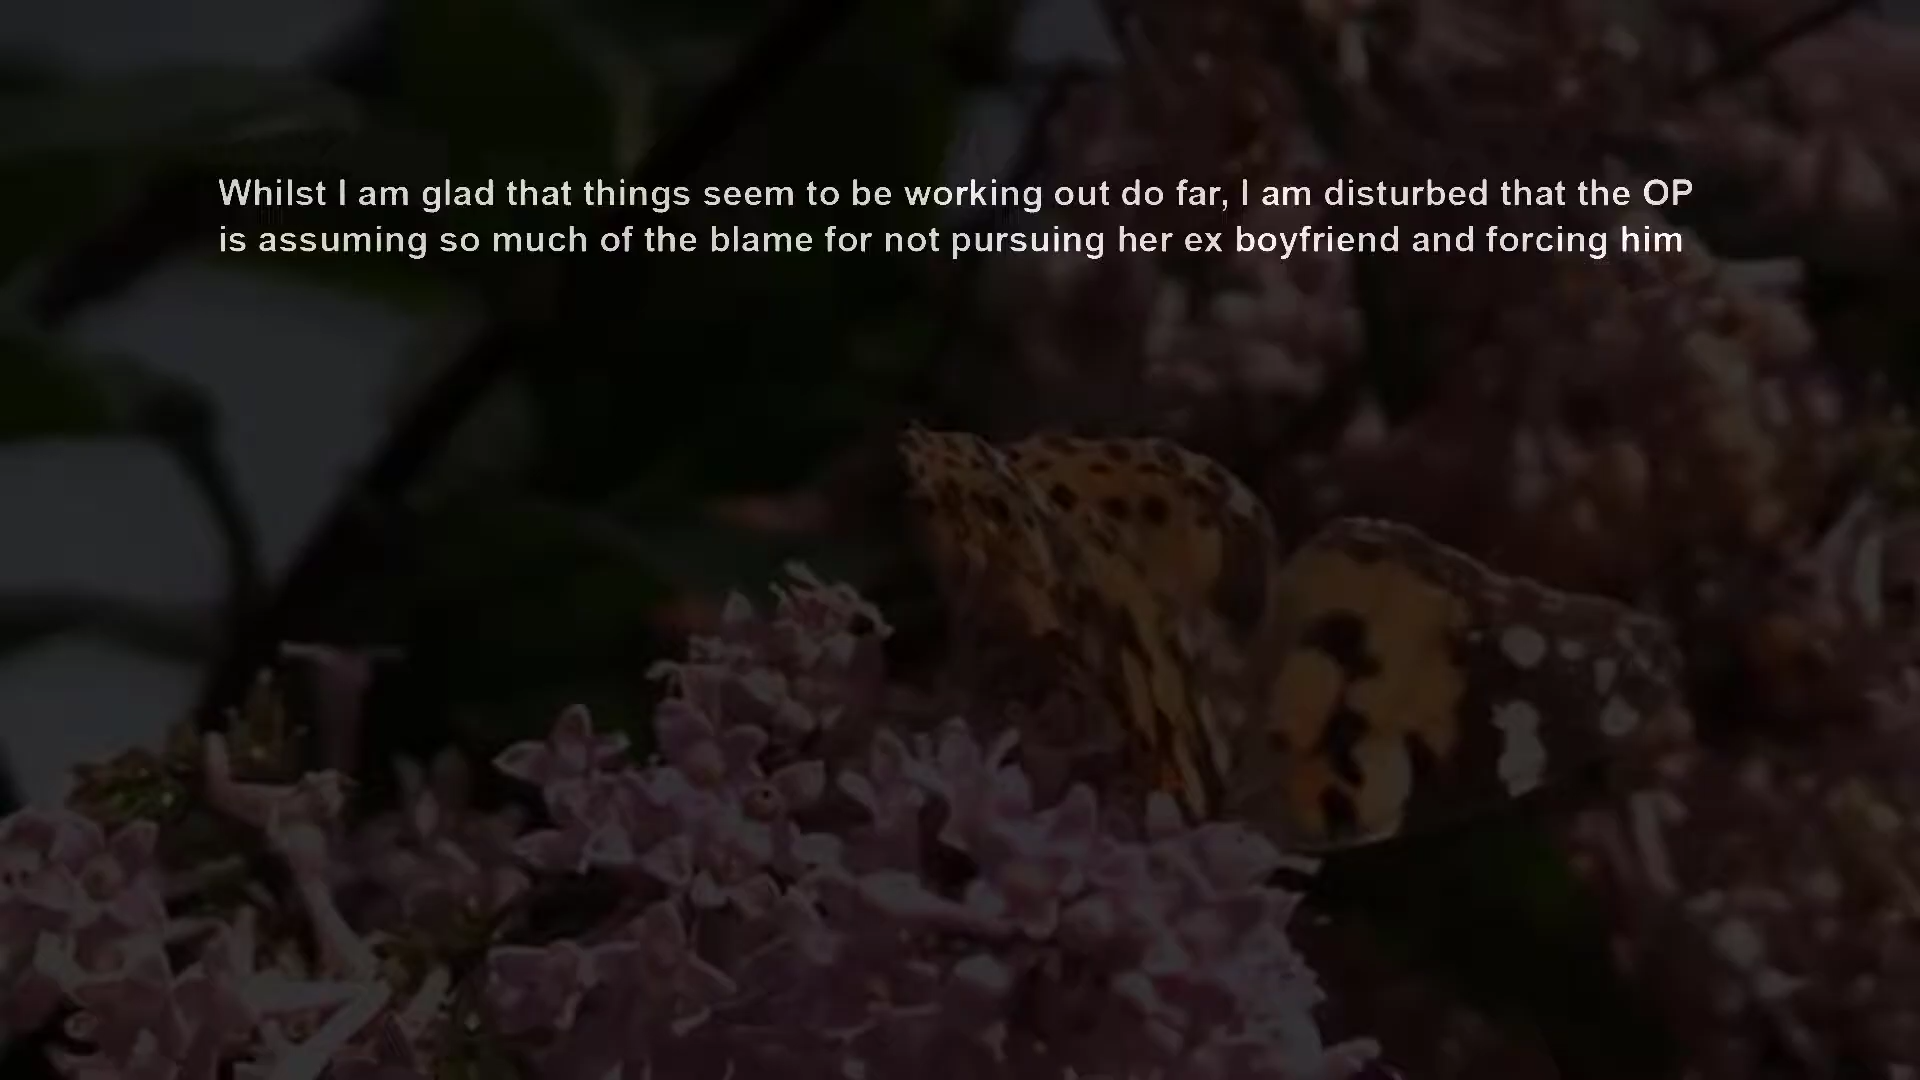 Whilst I am glad that things seem to be working out do far, I am disturbed that the OP
is assuming so much of the blame for not pursuing her ex boyfriend and forcing him